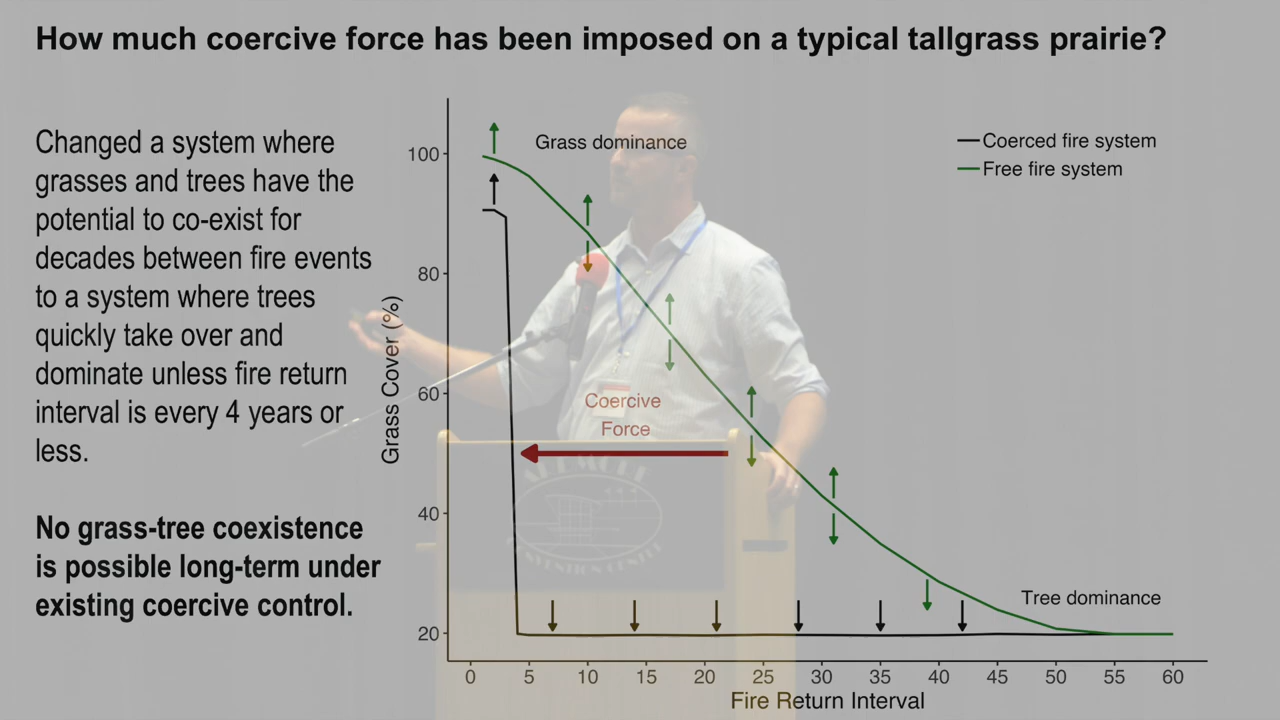 How much coercive force has been imposed on a typical tallgrass prairie?
Changed a system where
grasses and trees have the
potential to co-exist for
decades between fire events
to a system where trees
quickly take over and
dominate unless fire return
interval is every 4 years or
less.
No grass-tree coexistence
is possible long-term under
existing coercive control.
Grass dominance
Coerced fire system
Free fire system
100
80
60
40
20
Grass Cover (%)
Coercive
Force
Tree dominance
0 5 10 15 20 25 30 35 40 45 50 55 60
Fire Return Interval